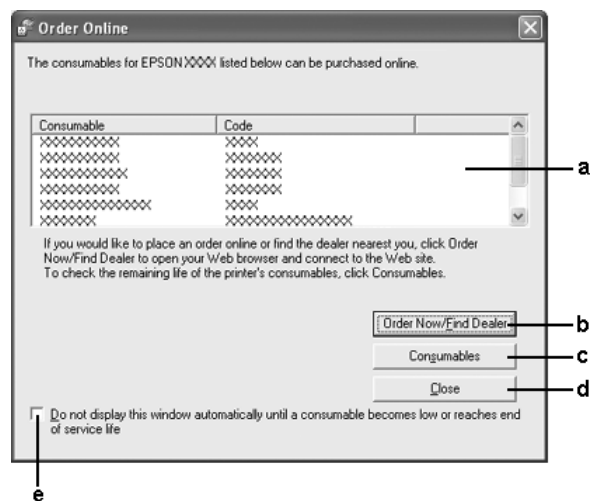 Order Online
The consumables for EPSON XXXX listed below can be purchased online.
Consumable Code
XXXXXXXXXX XXXX
XXXXXXXXXX XXXXXXX
XXXXXXXXXXX XXXXXXX
XXXXXXXXXX XXXXXXX
XXXXXXXXXXXXXX XXXX
XXXXXXX XXXXXXXXXXXXXXXX
a
If you would like to place an order online or find the dealer nearest you, click Order
Now/Find Dealer to open your Web browser and connect to the Web site.
To check the remaining life of the printer's consumables, click Consumables.
Order Now/Find Dealer b
Consumables c
Close d
Do not display this window automatically until a consumable becomes low or reaches end
of service life
e